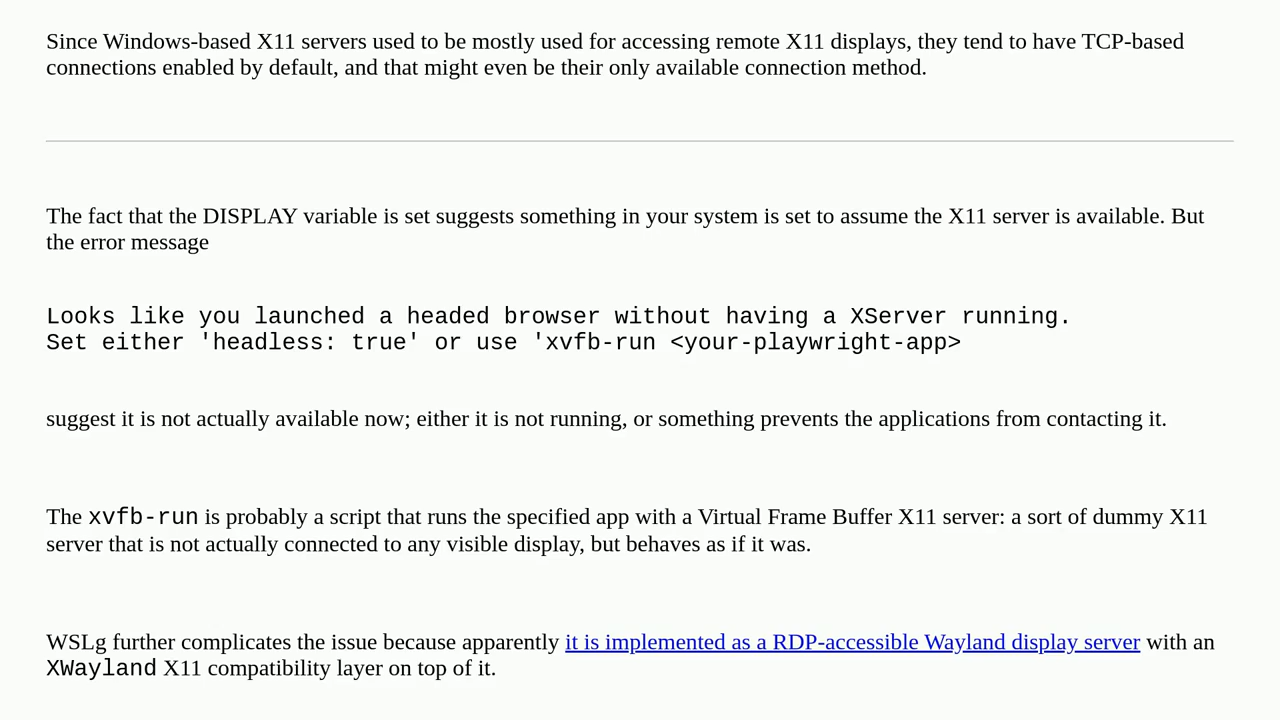 Since Windows-based X11 servers used to be mostly used for accessing remote X11 displays, they tend to have TCP-based
connections enabled by default, and that might even be their only available connection method.
The fact that the DISPLAY variable is set suggests something in your system is set to assume the X11 server is available. But
the error message
Looks like you launched a headed browser without having a XServer running.
Set either 'headless: true' or use 'xvfb-run <your-playwright-app>
suggest it is not actually available now; either it is not running, or something prevents the applications from contacting it.
The xvfb-run is probably a script that runs the specified app with a Virtual Frame Buffer X11 server: a sort of dummy X11
server that is not actually connected to any visible display, but behaves as if it was.
WSLg further complicates the issue because apparently it is implemented as a RDP-accessible Wayland display server with an
XWayland X11 compatibility layer on top of it.